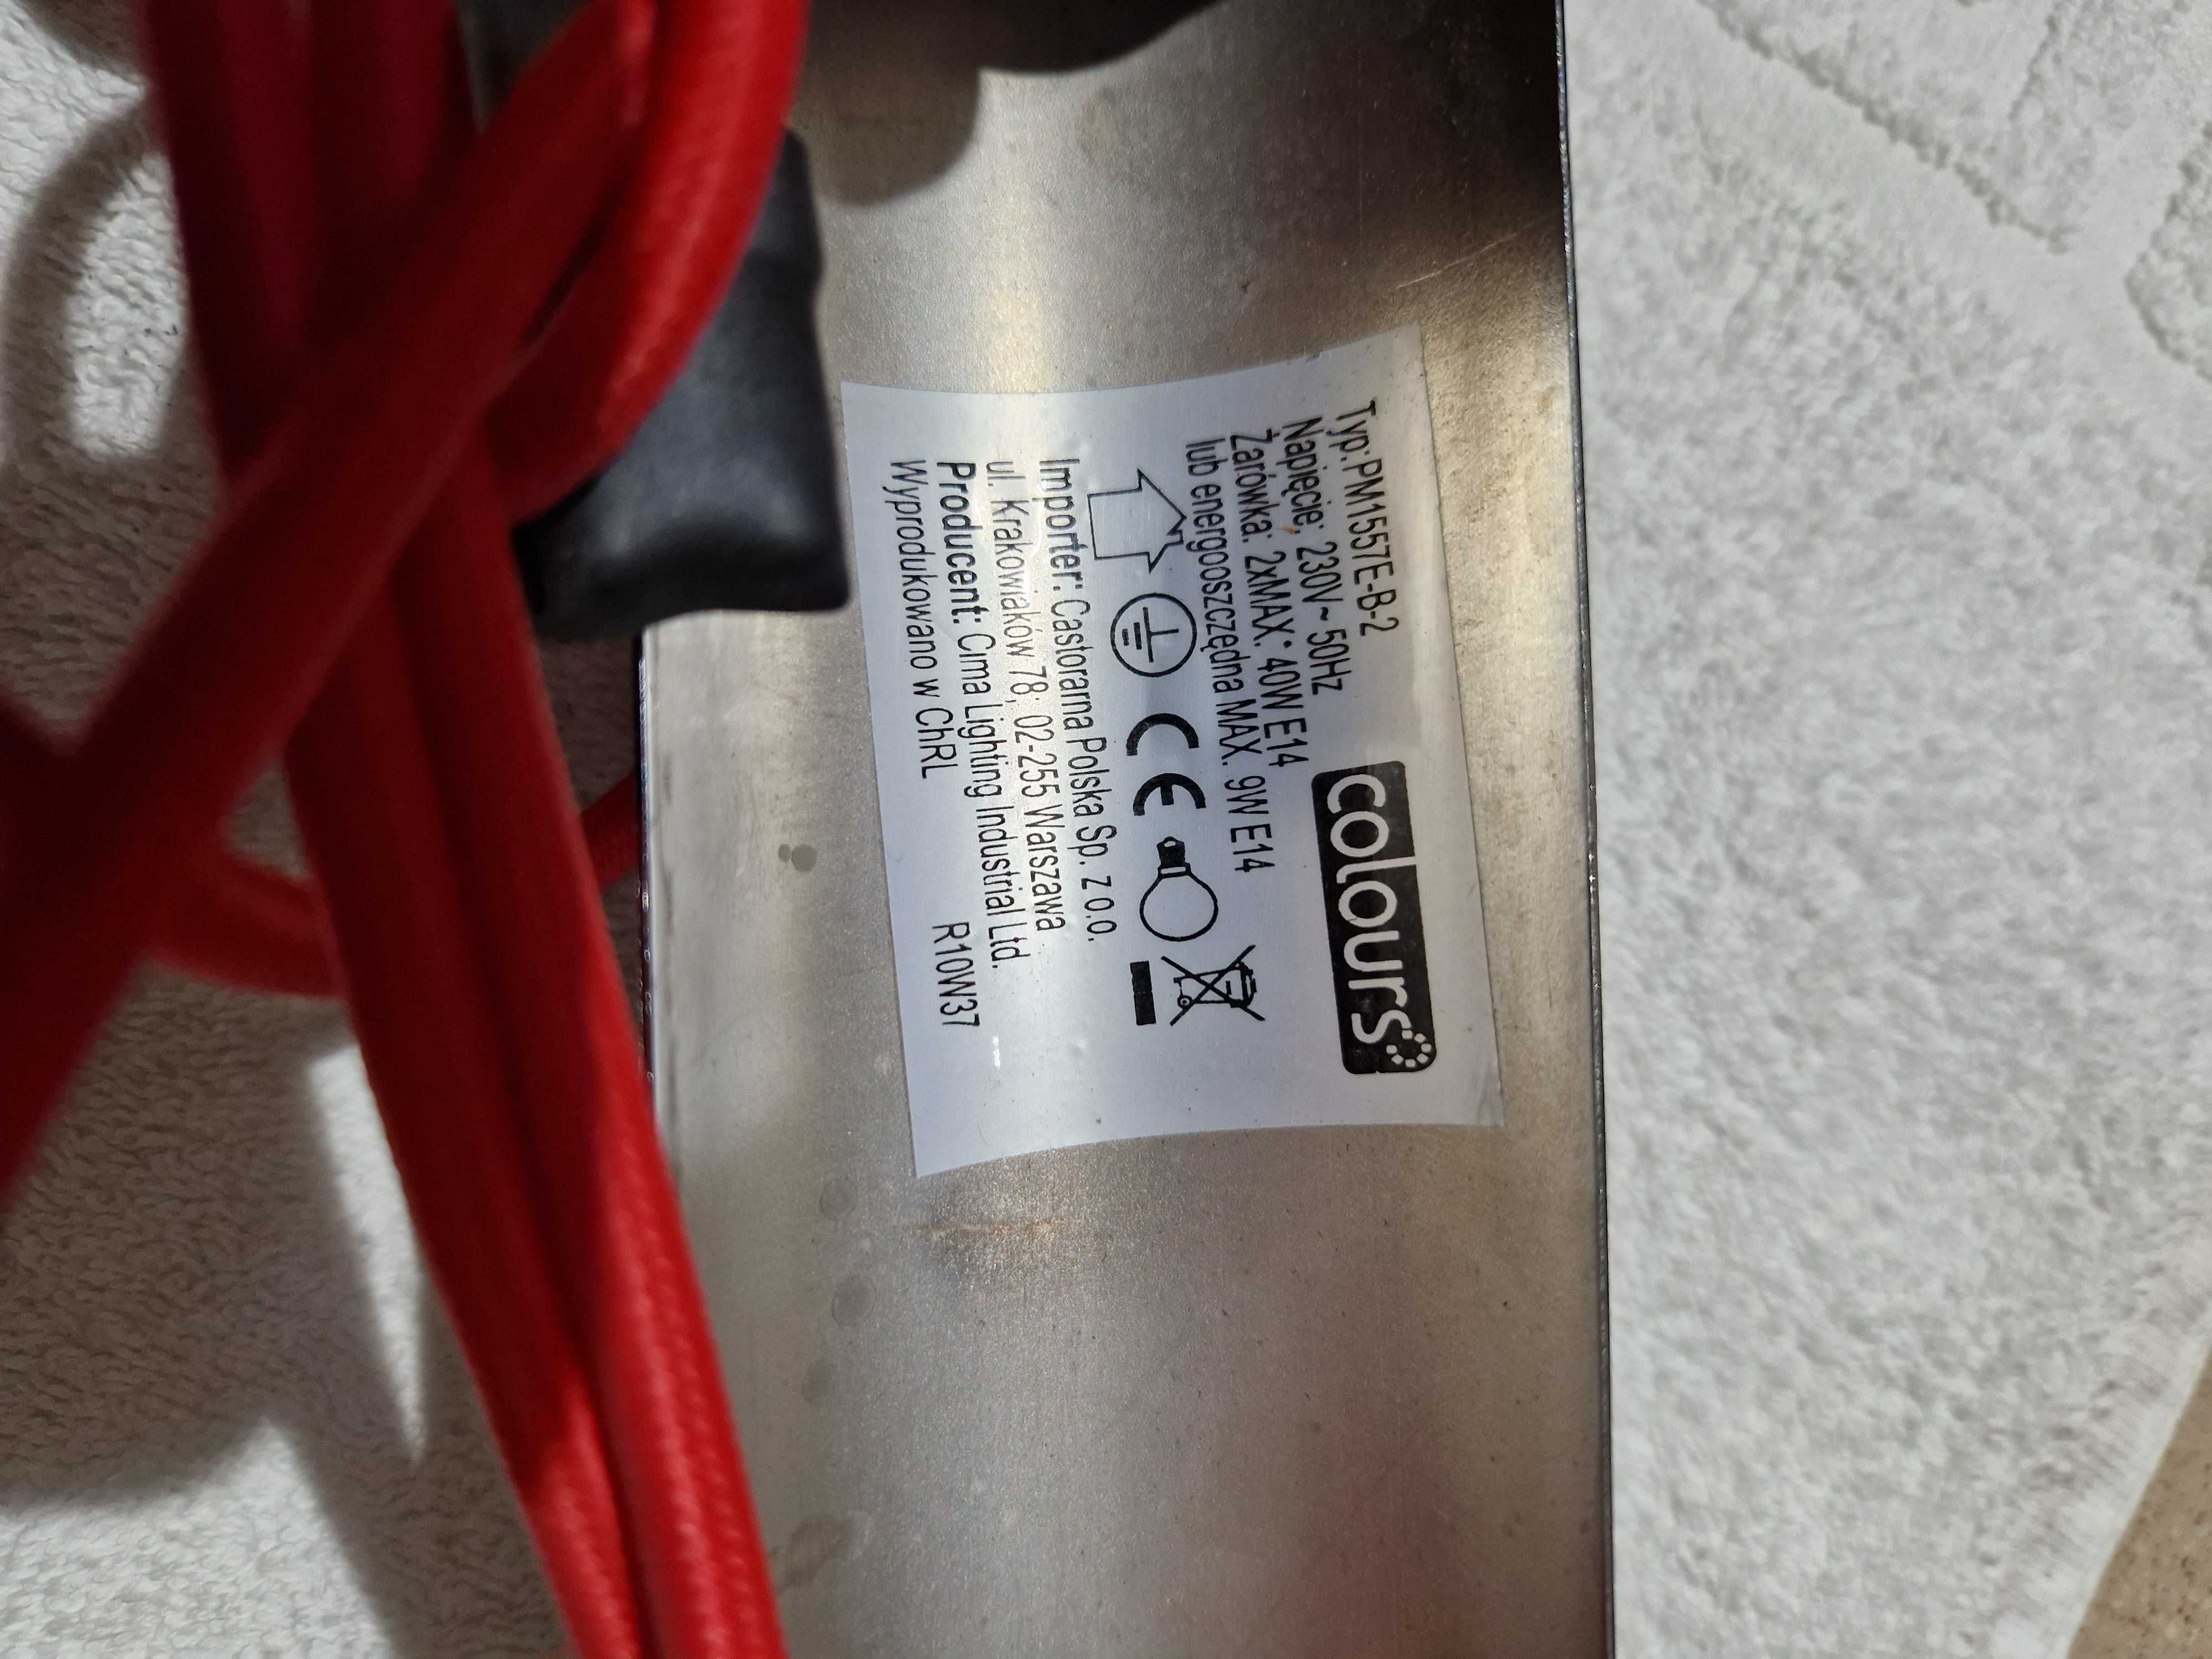 Typ:PM1557E-B-2
colours
Napięcie: 230V~ 50Hz
Żarówka: 2xMAX. 40W E14
lub energooszczędna MAX. 9W E14
CE
Importer: Castorama Polska Sp. z o.o.
ul. Krakowiaków 78, 02-255 Warszawa
Producent: Cima Lighting Industrial Ltd.
Wyprodukowano w ChRL R10W37